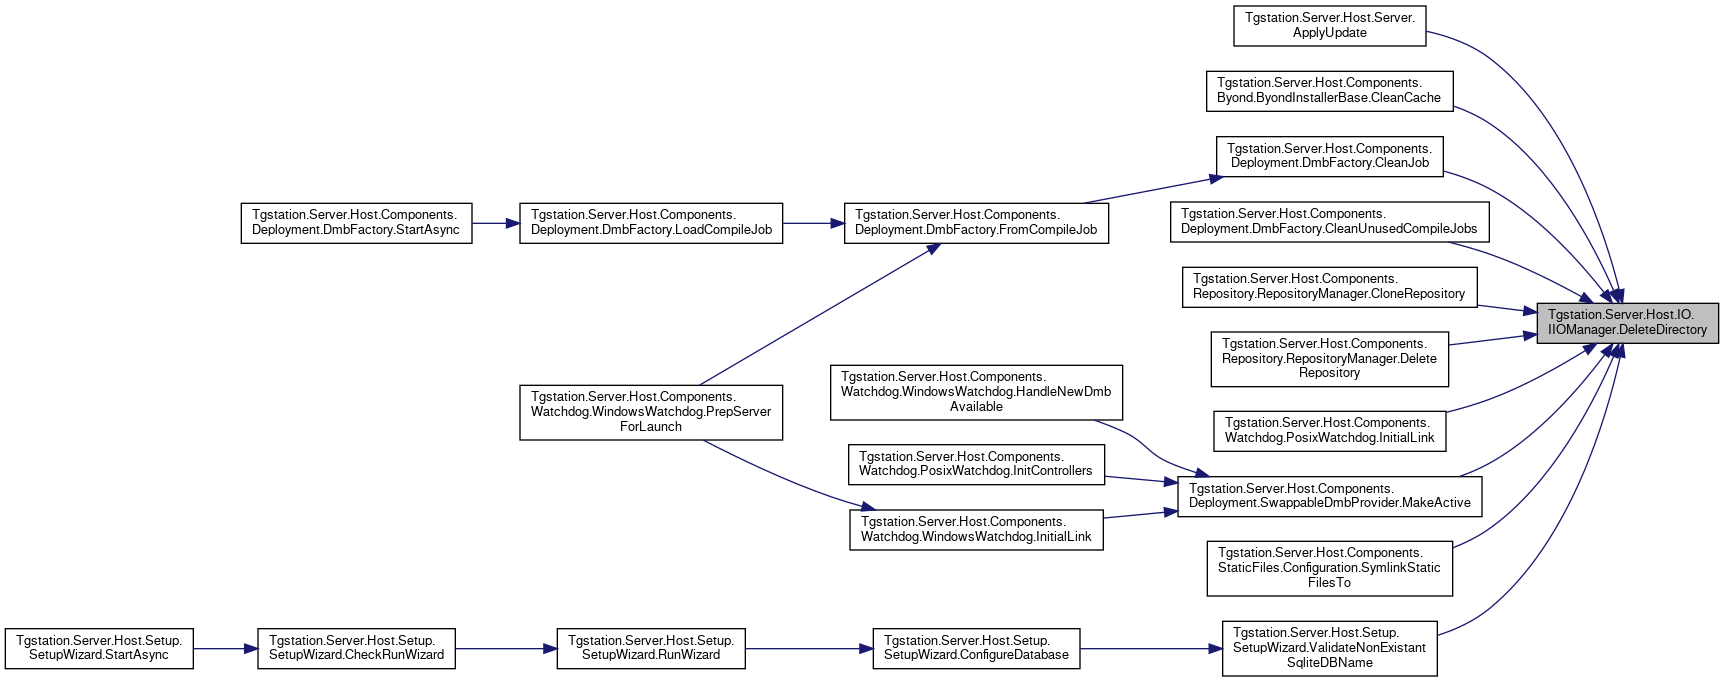 Tgstation.Server.Host.Server.
ApplyUpdate
Tgstation.Server.Host.Components.
Byond.ByondInstallerBase.CleanCache
Tgstation.Server.Host.Components.
Deployment.DmbFactory.CleanJob
Tgstation.Server.Host.Components.
Deployment.DmbFactory.StartAsync
Tgstation.Server.Host.Components.
Deployment.DmbFactory.LoadCompileJob
Tgstation.Server.Host.Components.
Deployment.DmbFactory.FromCompileJob
Tgstation.Server.Host.Components.
Deployment.DmbFactory.CleanUnusedCompileJobs
Tgstation.Server.Host.Components.
Repository.RepositoryManager.CloneRepository
Tgstation.Server.Host.IO.
IIOManager.DeleteDirectory
Tgstation.Server.Host.Components.
Repository.RepositoryManager.Delete
Repository
Tgstation.Server.Host.Components.
Watchdog.WindowsWatchdog.HandleNewDmb
Available
Tgstation.Server.Host.Components.
Watchdog.WindowsWatchdog.PrepServer
ForLaunch
Tgstation.Server.Host.Components.
Watchdog.PosixWatchdog.InitialLink
Tgstation.Server.Host.Components.
Watchdog.PosixWatchdog.InitControllers
Tgstation.Server.Host.Components.
Deployment.SwappableDmbProvider.MakeActive
Tgstation.Server.Host.Components.
Watchdog.WindowsWatchdog.InitialLink
Tgstation.Server.Host.Components.
StaticFiles.Configuration.SymlinkStatic
FilesTo
Tgstation.Server.Host.Setup.
SetupWizard.StartAsync
Tgstation.Server.Host.Setup.
SetupWizard.CheckRunWizard
Tgstation.Server.Host.Setup.
SetupWizard.RunWizard
Tgstation.Server.Host.Setup.
SetupWizard.ConfigureDatabase
Tgstation.Server.Host.Setup.
SetupWizard.ValidateNonExistant
SqliteDBName